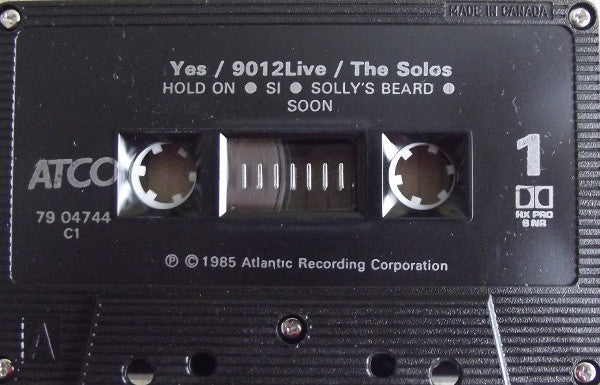 MADE IN CANADA
Yes / 9012Live / The Solos
HOLD ON ● SI ● SOLLY'S BEARD ●
SOON
ATCO
1
79 04744
C1
HX PRO
B NR
℗ © 1985 Atlantic Recording Corporation
A